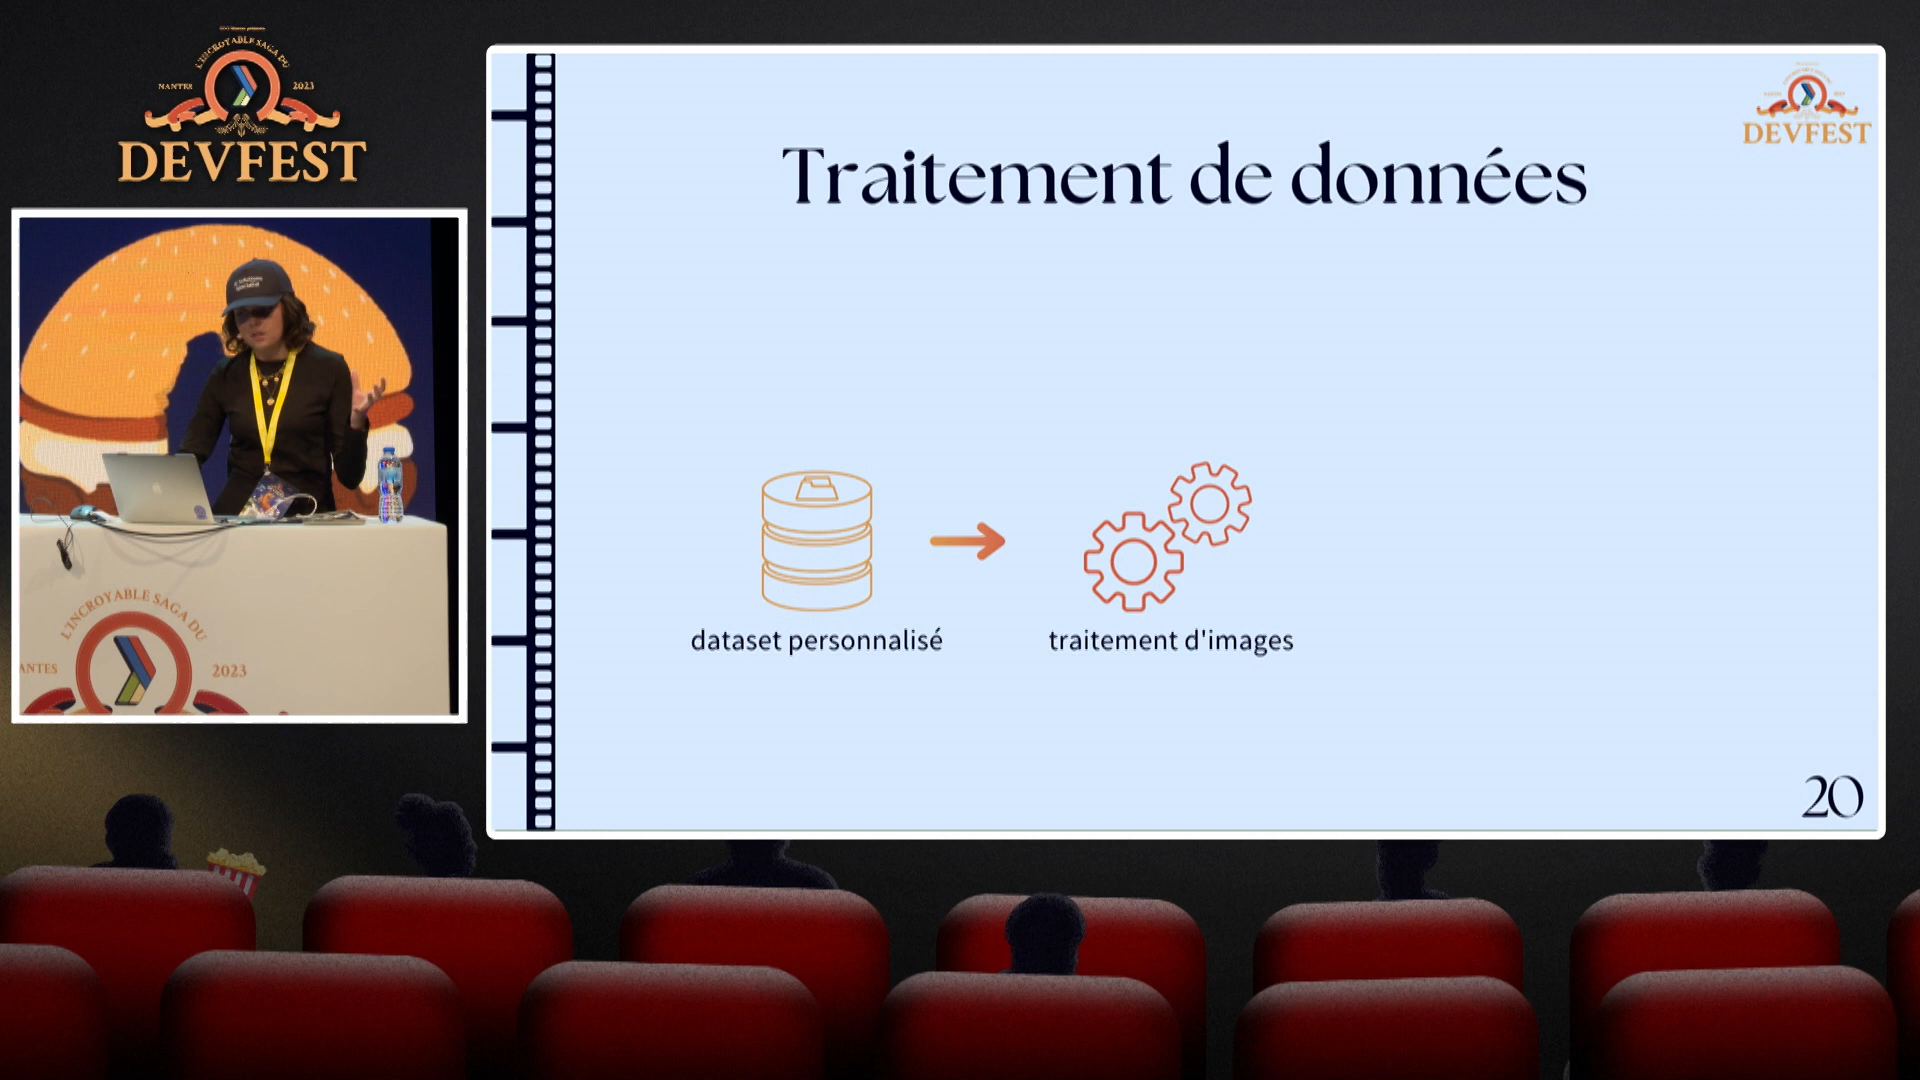 L'INCROYABLE SAGA DU
NANTES
2023
DEVFEST
L'INCROYABLE SAGA DU
ANTES
2023
DEVFEST
Traitement de données
dataset personnalisé
traitement d'images
20